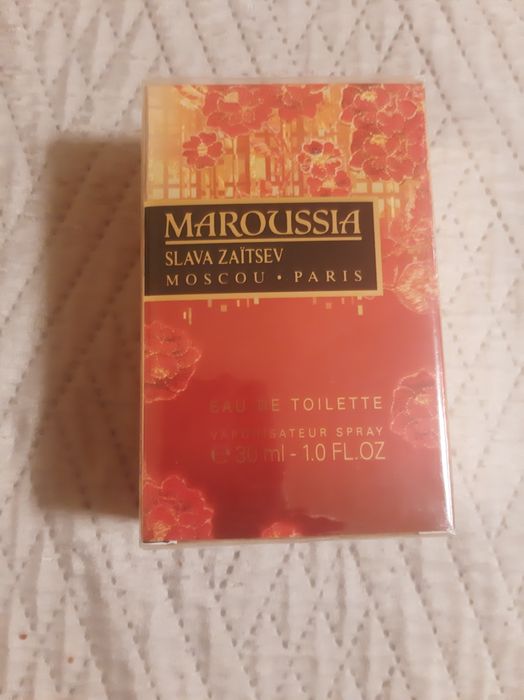 MAROUSSIA
SLAVA ZAÏTSEV
MOSCOU • PARIS
EAU DE TOILETTE
VAPORISATEUR SPRAY
℮ 30 ml - 1.0 FL.OZ